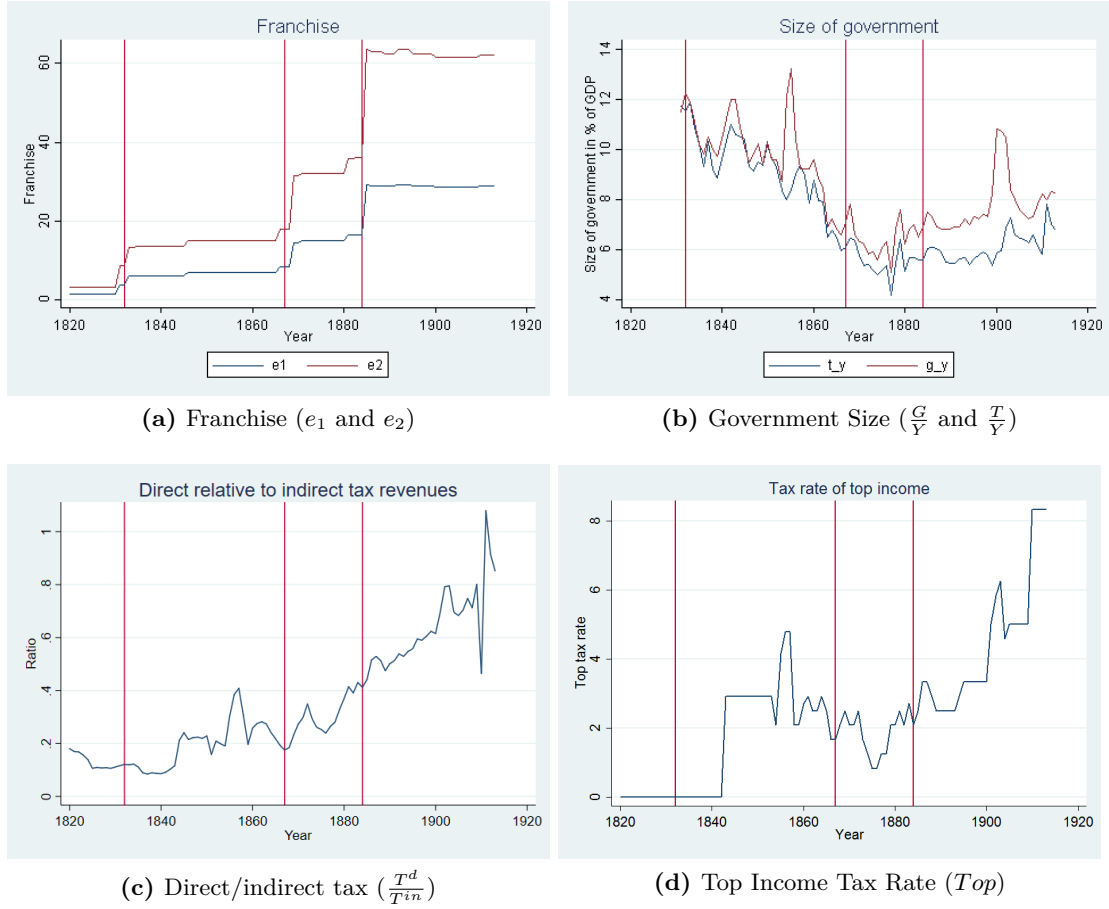 Franchise
Franchise
60
40
20
0
1820 1840 1860 1880 1900 1920
Year
e1 e2
(a) Franchise (e₁ and e₂)
Size of government
Size of government in % of GDP
14
12
10
8
6
4
1820 1840 1860 1880 1900 1920
Year
t_y g_y
(b) Government Size (G/Y and T/Y)
Direct relative to indirect tax revenues
Ratio
1
.8
.6
.4
.2
0
1820 1840 1860 1880 1900 1920
Year
(c) Direct/indirect tax (Tᵈ/Tⁱⁿ)
Tax rate of top income
Top tax rate
8
6
4
2
0
1820 1840 1860 1880 1900 1920
Year
(d) Top Income Tax Rate (Top)